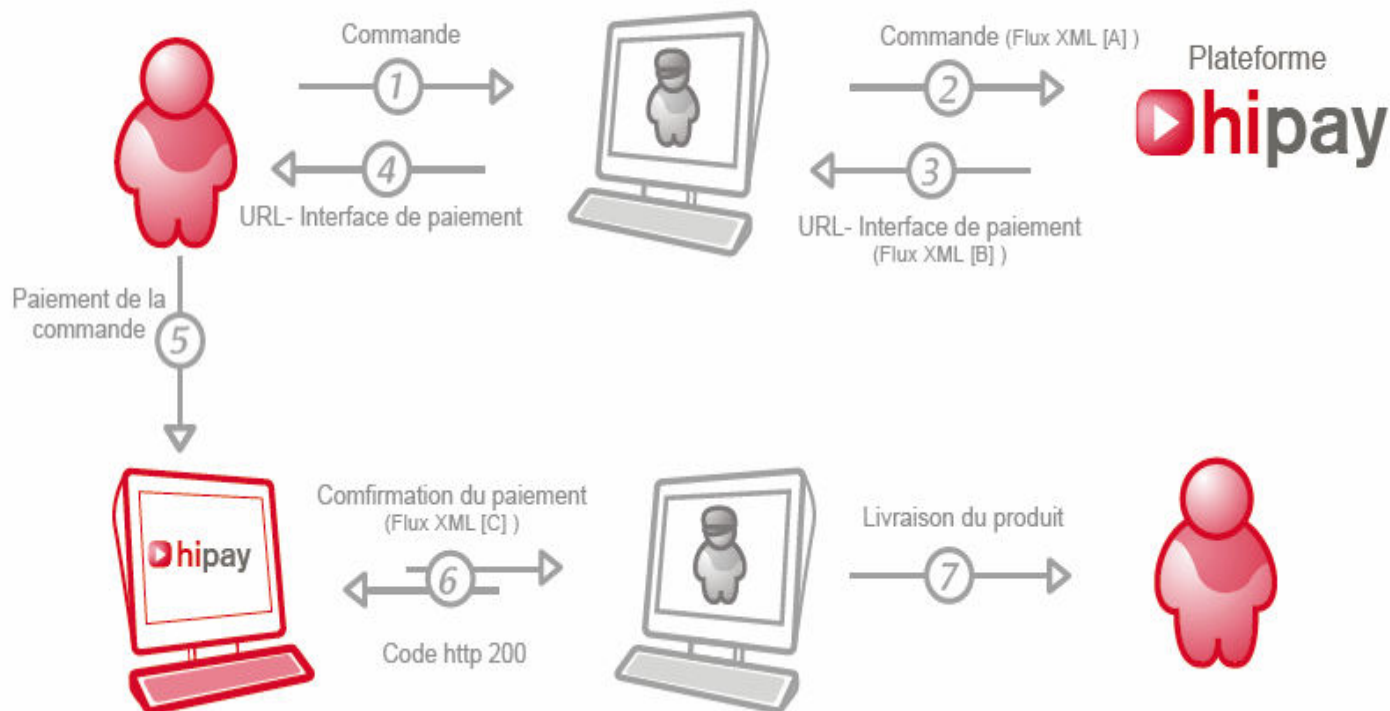 Commande
1
Commande (Flux XML [A] )
2
Plateforme
hipay
4
URL- Interface de paiement
3
URL- Interface de paiement
(Flux XML [B] )
Paiement de la
commande
5
hipay
Comfirmation du paiement
(Flux XML [C] )
6
Code http 200
Livraison du produit
7